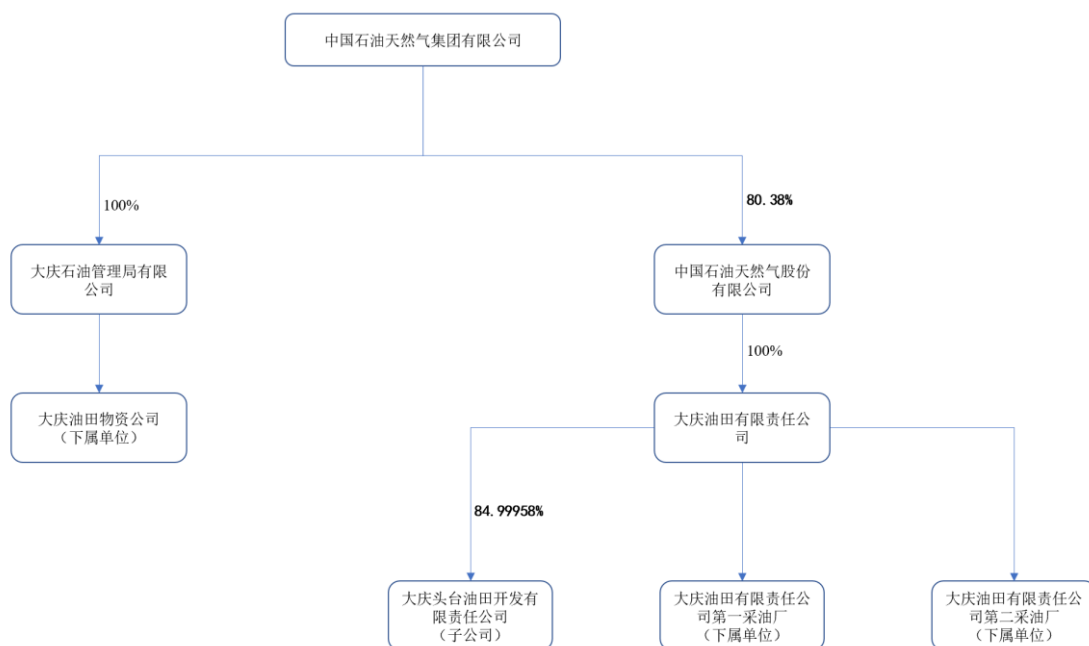 中国石油天然气集团有限公司
100%
80.38%
大庆石油管理局有限
公司
中国石油天然气股份
有限公司
100%
大庆油田物资公司
（下属单位）
大庆油田有限责任公
司
84.99958%
大庆头台油田开发有
限责任公司
（子公司）
大庆油田有限责任公
司第一采油厂
（下属单位）
大庆油田有限责任公
司第二采油厂
（下属单位）